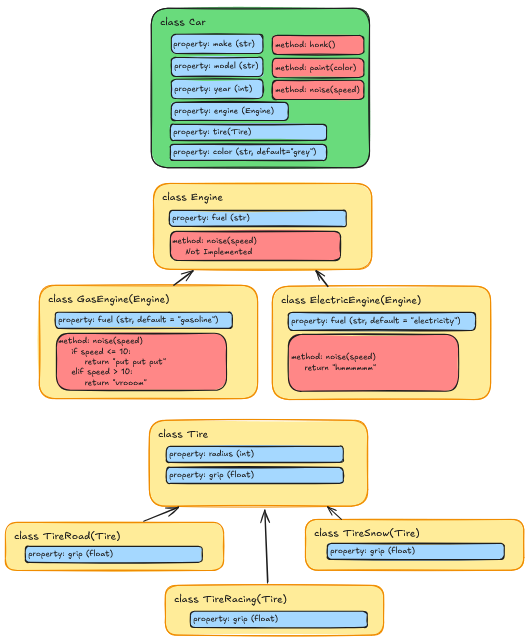 class Car
property: make (str)
method: honk()
property: model (str)
method: paint(color)
property: year (int)
method: noise(speed)
property: engine (Engine)
property: tire(Tire)
property: color (str, default="grey")
class Engine
property: fuel (str)
method: noise(speed)
Not Implemented
class GasEngine(Engine)
property: fuel (str, default = "gasoline")
method: noise(speed)
if speed <= 10:
return "put put put"
elif speed > 10:
return "vrooom"
class ElectricEngine(Engine)
property: fuel (str, default = "electricity")
method: noise(speed)
return "hmmmmmm"
class Tire
property: radius (int)
property: grip (float)
class TireRoad(Tire)
property: grip (float)
class TireSnow(Tire)
property: grip (float)
class TireRacing(Tire)
property: grip (float)